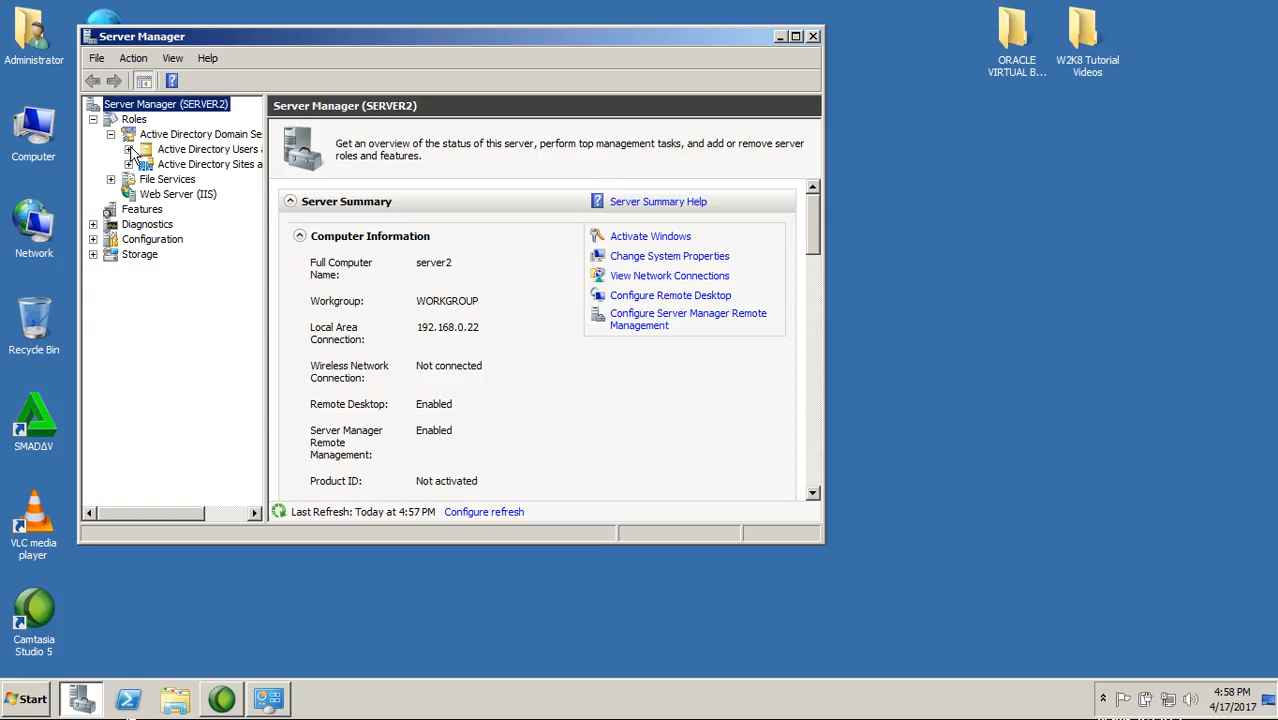 Administrator
Computer
Network
Recycle Bin
SMADΔV
VLC media
player
Camtasia
Studio 5
ORACLE
VIRTUAL B...
W2K8 Tutorial
Videos
Server Manager
File Action View Help
Server Manager (SERVER2)
Roles
Active Directory Domain Se
Active Directory Users
Active Directory Sites a
File Services
Web Server (IIS)
Features
Diagnostics
Configuration
Storage
Server Manager (SERVER2)
Get an overview of the status of this server, perform top management tasks, and add or remove server
roles and features.
Server Summary
Server Summary Help
Computer Information
Full Computer
Name:
server2
Workgroup:
WORKGROUP
Local Area
Connection:
192.168.0.22
Wireless Network
Connection:
Not connected
Remote Desktop:
Enabled
Server Manager
Remote
Management:
Enabled
Product ID:
Not activated
Activate Windows
Change System Properties
View Network Connections
Configure Remote Desktop
Configure Server Manager Remote
Management
Last Refresh: Today at 4:57 PM Configure refresh
Start
4:58 PM
4/17/2017